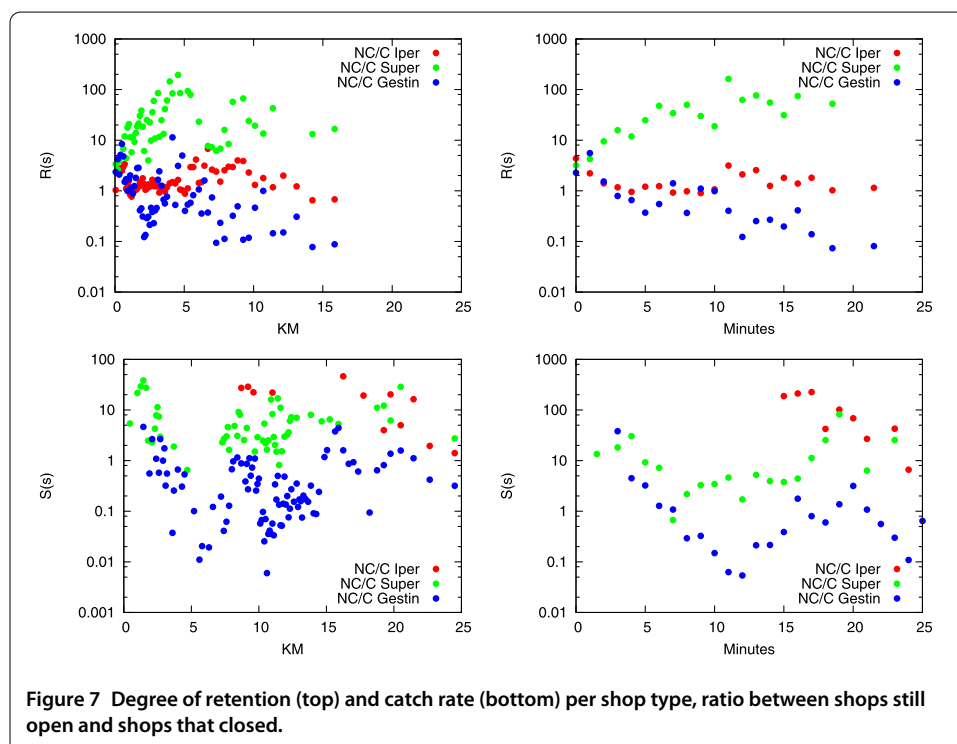 1000
100
10
1
0.1
0.01
R(s)
0 5 10 15 20 25
KM
NC/C Iper
NC/C Super
NC/C Gestin
1000
100
10
1
0.1
0.01
R(s)
0 5 10 15 20 25
Minutes
NC/C Iper
NC/C Super
NC/C Gestin
100
10
1
0.1
0.01
0.001
S(s)
0 5 10 15 20 25
KM
NC/C Iper
NC/C Super
NC/C Gestin
1000
100
10
1
0.1
0.01
S(s)
0 5 10 15 20 25
Minutes
NC/C Iper
NC/C Super
NC/C Gestin
Figure 7 Degree of retention (top) and catch rate (bottom) per shop type, ratio between shops still
open and shops that closed.